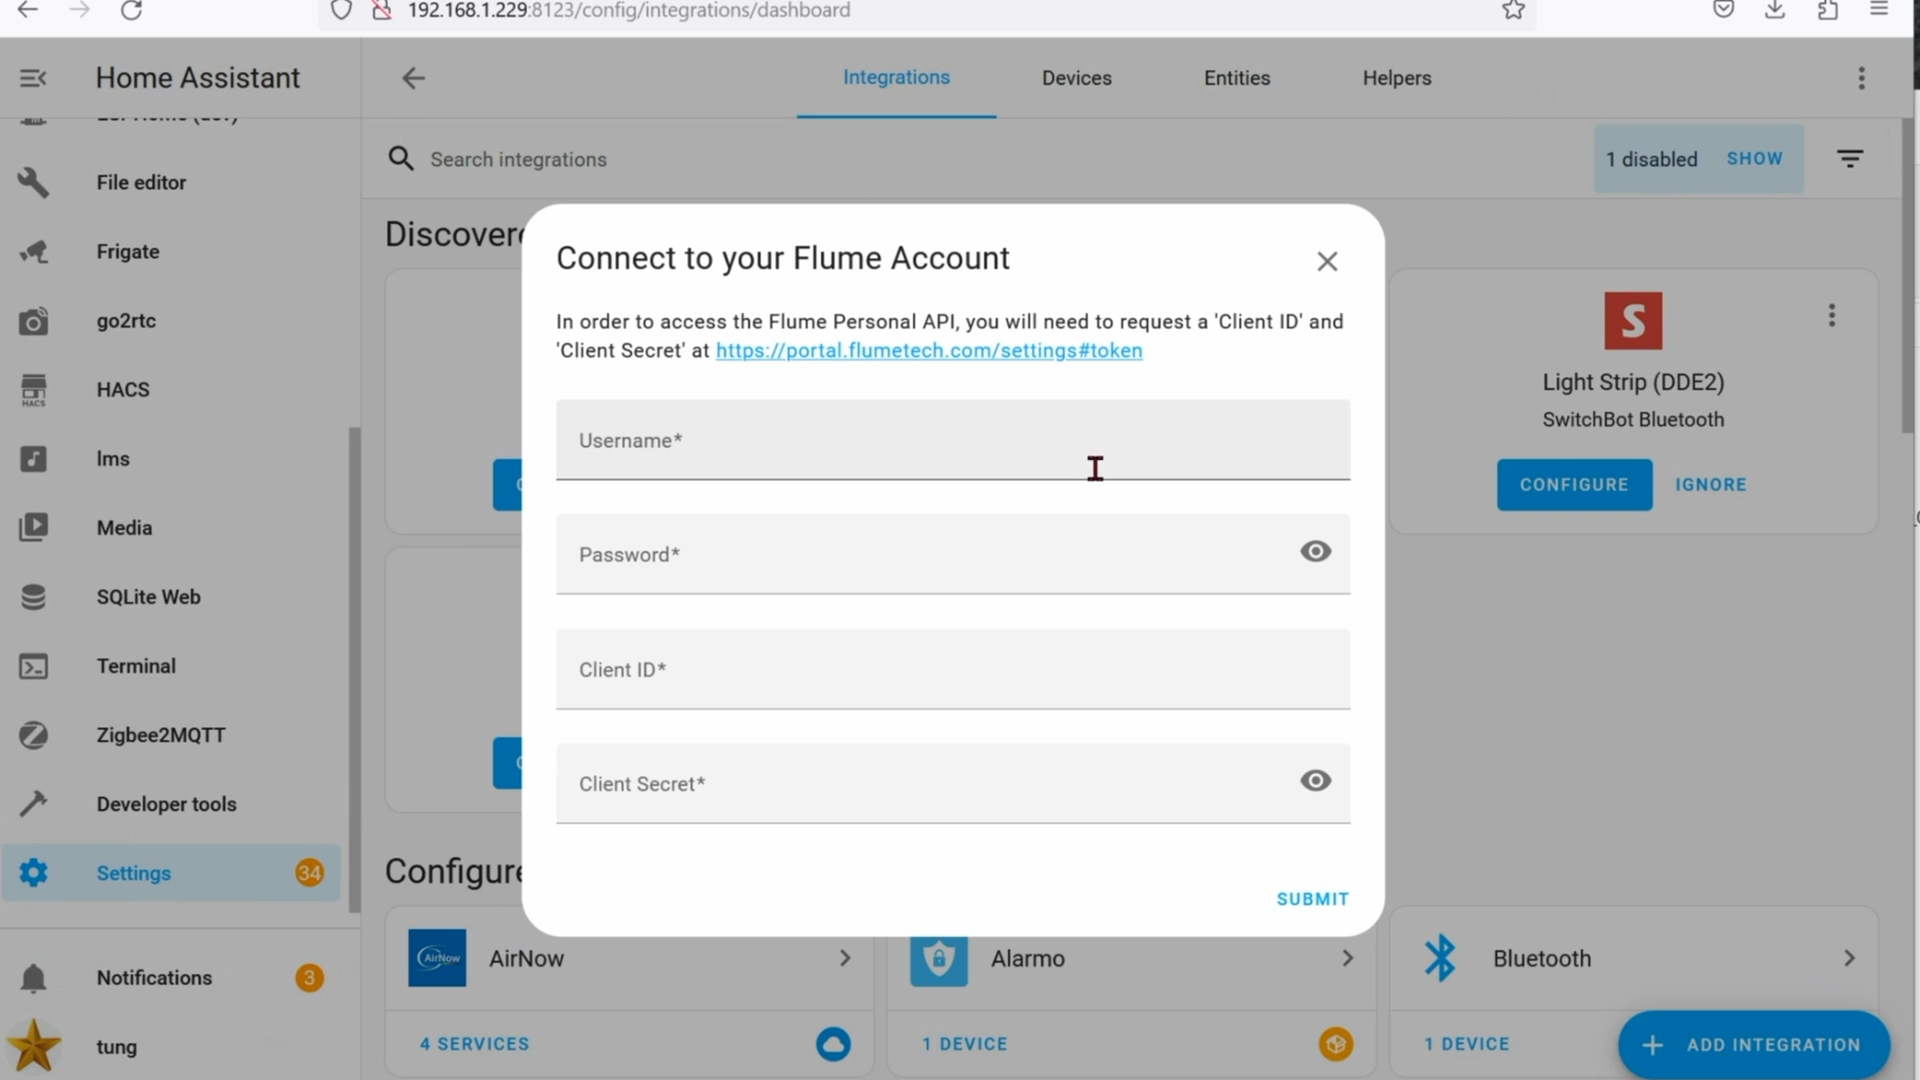 192.168.1.229:8123/config/integrations/dashboard
Home Assistant
Integrations
Devices
Entities
Helpers
Search integrations
1 disabled
SHOW
File editor
Frigate
go2rtc
HACS
HACS
lms
Media
SQLite Web
Terminal
Zigbee2MQTT
Developer tools
Settings
34
Notifications
3
tung
Connect to your Flume Account
In order to access the Flume Personal API, you will need to request a 'Client ID' and
'Client Secret' at https://portal.flumetech.com/settings#token
Username*
Password*
Client ID*
Client Secret*
SUBMIT
S
Light Strip (DDE2)
SwitchBot Bluetooth
CONFIGURE
IGNORE
AirNow
AirNow
4 SERVICES
Alarmo
1 DEVICE
Bluetooth
1 DEVICE
ADD INTEGRATION